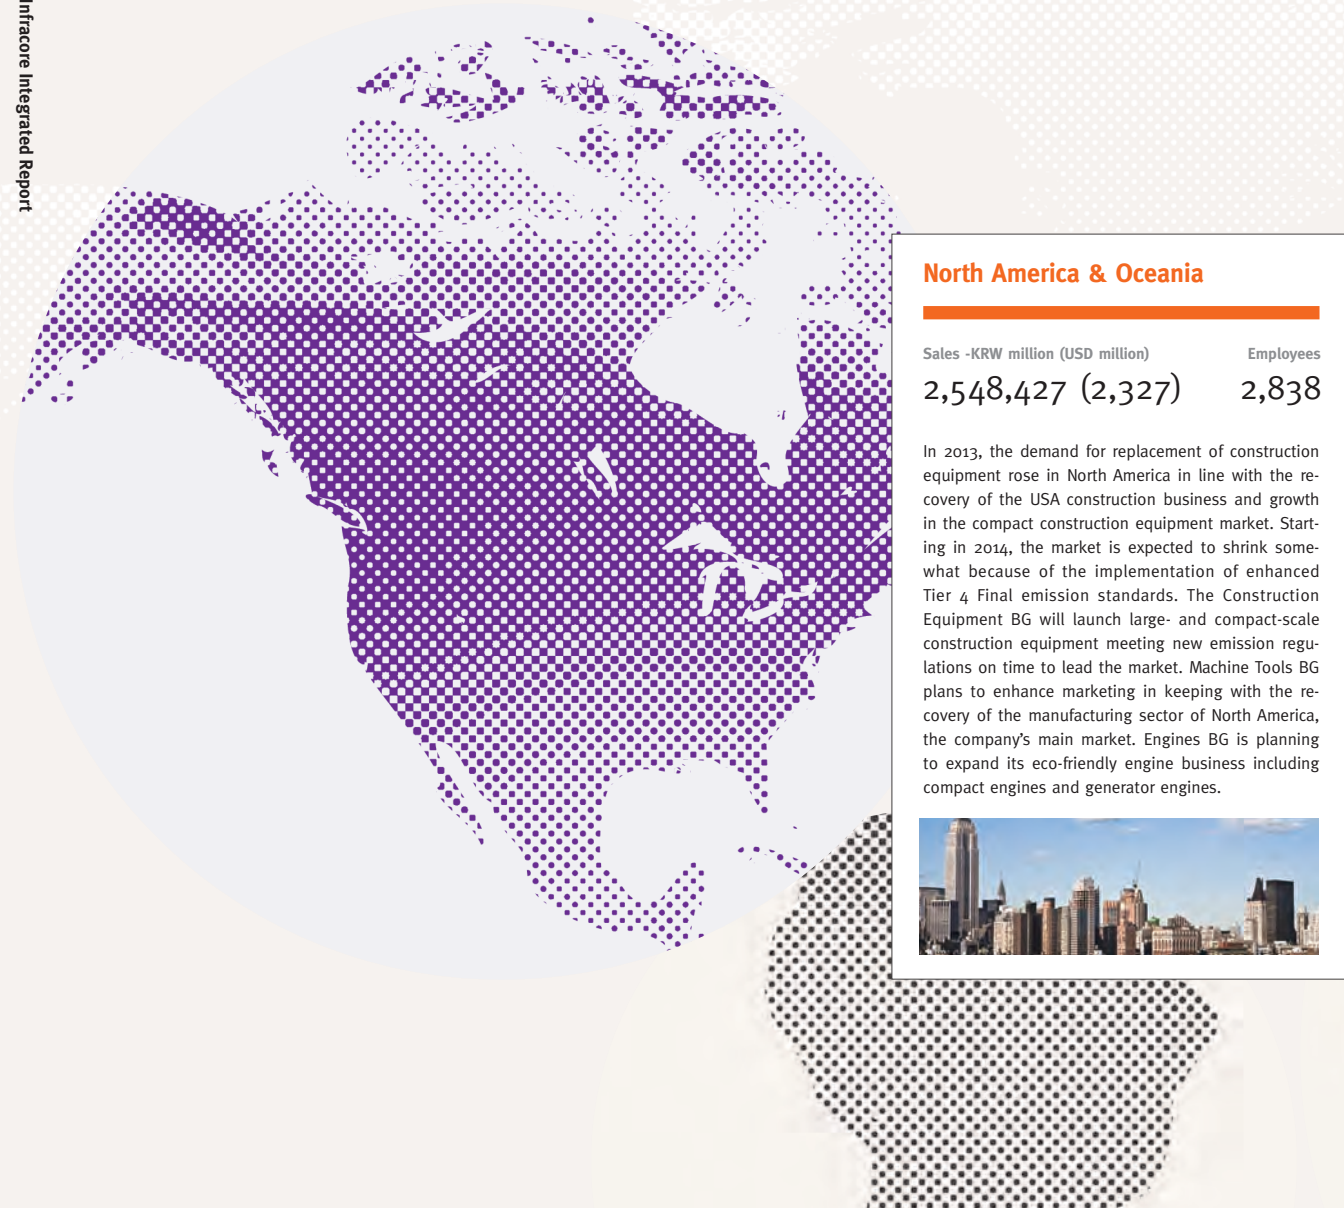 Infracore Integrated Report
North America & Oceania
Sales -KRW million (USD million)
Employees
2,548,427 (2,327)
2,838
In 2013, the demand for replacement of construction
equipment rose in North America in line with the re-
covery of the USA construction business and growth
in the compact construction equipment market. Start-
ing in 2014, the market is expected to shrink some-
what because of the implementation of enhanced
Tier 4 Final emission standards. The Construction
Equipment BG will launch large- and compact-scale
construction equipment meeting new emission regu-
lations on time to lead the market. Machine Tools BG
plans to enhance marketing in keeping with the re-
covery of the manufacturing sector of North America,
the company's main market. Engines BG is planning
to expand its eco-friendly engine business including
compact engines and generator engines.